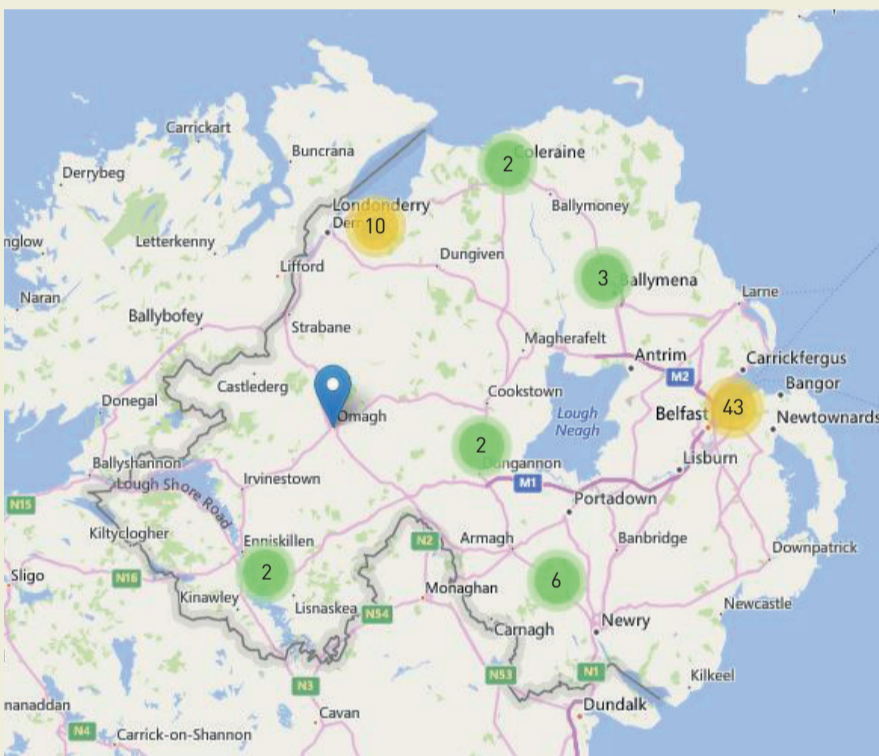 Carrickart
Buncrana
2
Coleraine
Derrybeg
Londonderry
10
Ballymoney
nglow
Letterkenny
Dungiven
Lifford
3
Ballymena
Naran
Larne
Ballybofey
Strabane
Magherafelt
Antrim
Carrickfergus
M2
Castlederg
Cookstown
Bangor
Donegal
Omagh
Lough
Neagh
Belfast
43
Newtownards
2
Dungannon
Lisburn
Ballyshannon
Lough Shore Road
Irvinestown
M1
Portadown
N15
Kiltyclogher
Enniskillen
N2
Armagh
Banbridge
Downpatrick
Sligo
N16
2
6
Kinawley
Lisnaskea
Monaghan
Newcastle
N54
Carnagh
Newry
N53
N1
Kilkeel
N3
nanaddan
Dundalk
Cavan
N4
Carrick-on-Shannon